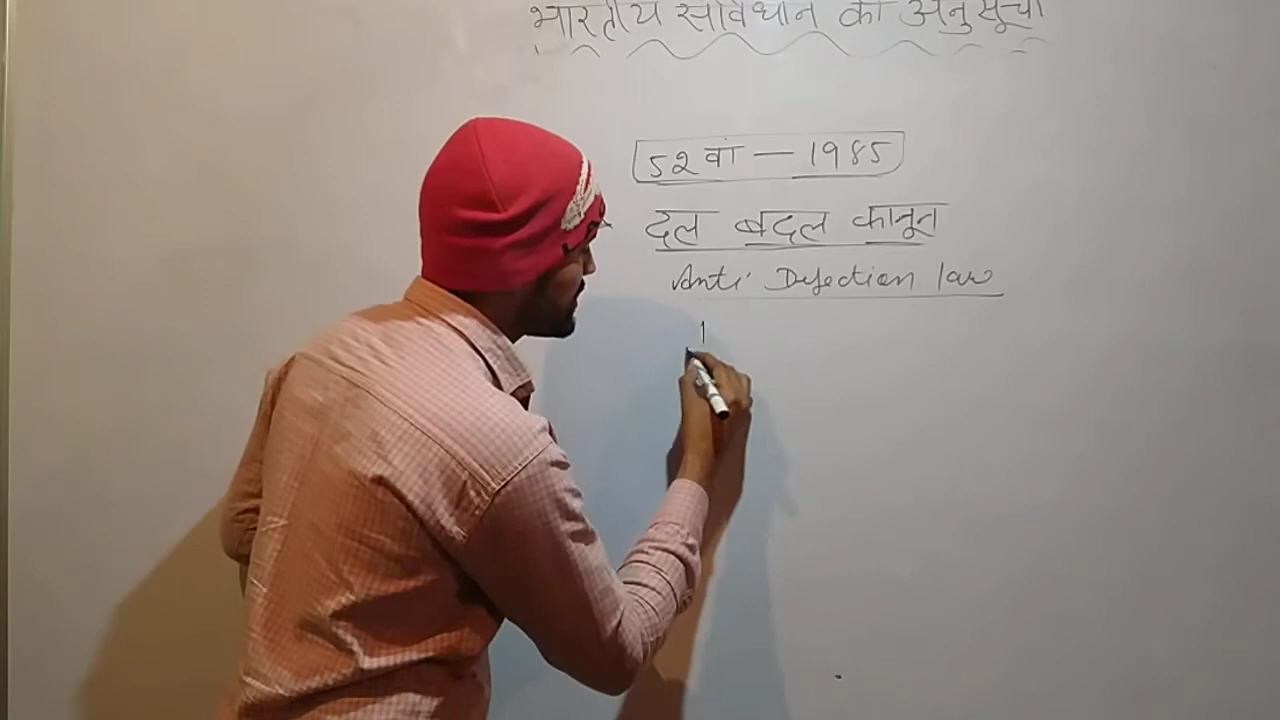 भारतीय संविधान की अनुसूची
52 वां — 1985
दल बदल कानून
Anti Defection law
1